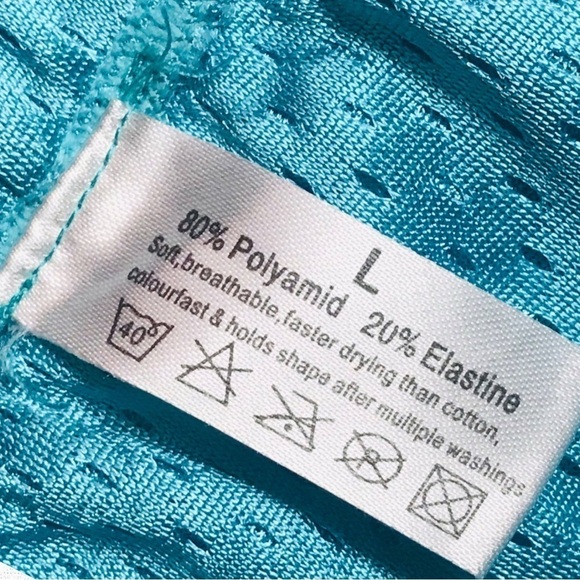 L
80% Polyamid 20% Elastine
Soft,breathable,faster drying than cotton,
colourfast & holds shape after multiple washings
40
P